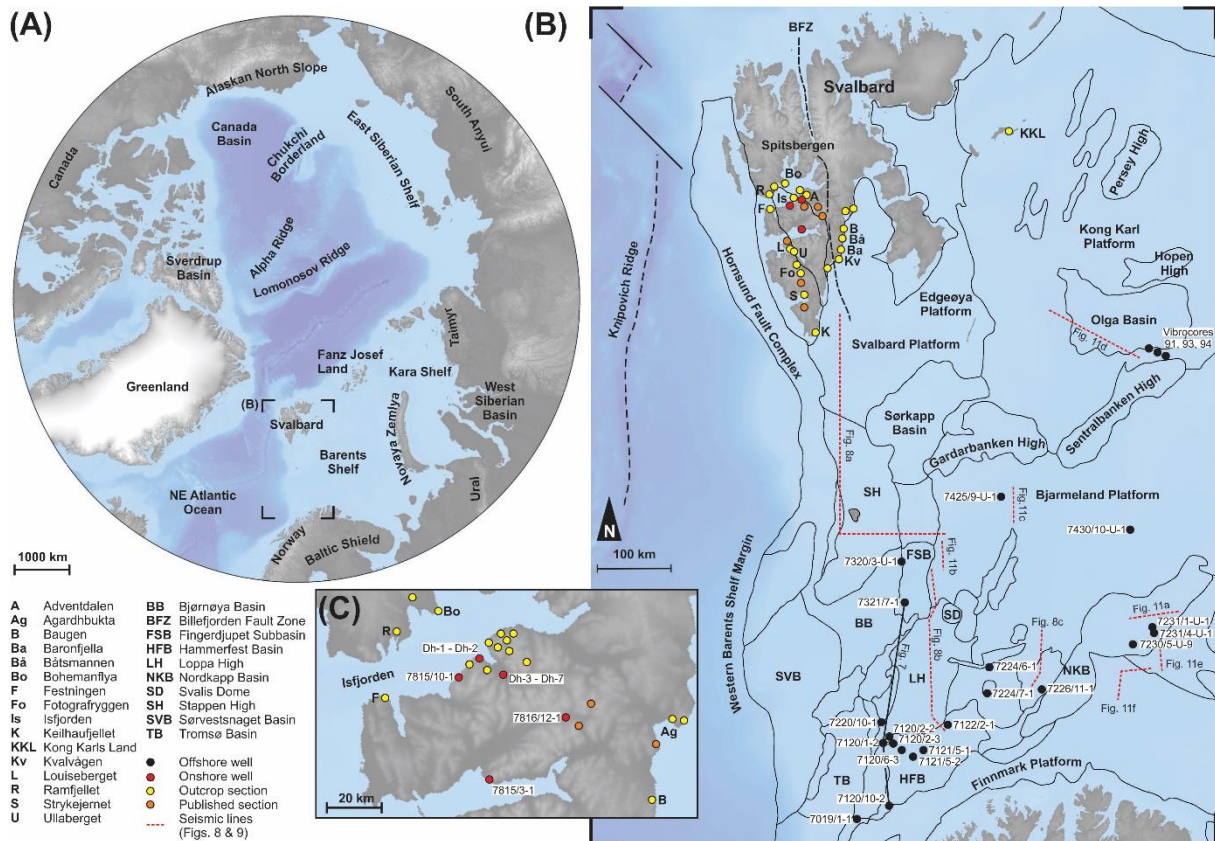 (A)
Alaskan North Slope
South Anyui
Canada
Basin
Chukchi
Borderland
East Siberian Shelf
Canada
Alpha Ridge
Lomonosov Ridge
Sverdrup
Basin
Taimyr
Fanz Josef
Land
Kara Shelf
Greenland
West
Siberian
Basin
(B)
Svalbard
Novaya Zemlya
Barents
Shelf
Ural
NE Atlantic
Ocean
Norway
Baltic Shield
1000 km
A Adventdalen
Ag Agardhbukta
B Baugen
Ba Baronfjella
Bå Båtsmannen
Bo Bohemanflya
F Festningen
Fo Fotografryggen
Is Isfjorden
K Keilhaufjellet
KKL Kong Karls Land
Kv Kvalvågen
L Louiseberget
R Ramfjellet
S Strykejernet
U Ullaberget
BB Bjørnøya Basin
BFZ Billefjorden Fault Zone
FSB Fingerdjupet Subbasin
HFB Hammerfest Basin
LH Loppa High
NKB Nordkapp Basin
SD Svalis Dome
SH Stappen High
SVB Sørvestsnaget Basin
TB Tromsø Basin
Offshore well
Onshore well
Outcrop section
Published section
Seismic lines
(Figs. 8 & 9)
(C)
Bo
R
Dh-1 - Dh-2
Isfjorden
7815/10-1
Dh-3 - Dh-7
F
7816/12-1
Ag
20 km
7815/3-1
B
(B)
BFZ
Svalbard
KKL
Spitsbergen
Persey High
Bo
R
Is
A
F
B
Kong Karl
Platform
Bå
L
U
Ba
Kv
Hopen
High
Fo
Knipovich Ridge
Hornsund Fault Complex
S
Edgeøya
Platform
Olga Basin
Vibrocores
91, 93, 94
K
Fig. 11d
Svalbard Platform
Sørkapp
Basin
Sentralbanken High
Fig. 8a
Gardarbanken High
SH
7425/9-U-1
Fig.11c
Bjarmeland Platform
N
7430/10-U-1
100 km
FSB
Fig. 11b
7320/3-U-1
Western Barents Shelf Margin
7321/7-1
SD
Fig. 11a
BB
Fig. 8c
7231/1-U-1
7231/4-U-1
7230/5-U-9
Fig. 7
Fig. 8b
7224/6-1
NKB
Fig. 11e
SVB
LH
7224/7-1
7226/11-1
Fig. 11f
7220/10-1
7120/2-2
7122/2-1
7120/1-2
7120/2-3
7121/5-1
7120/6-3
7121/5-2
HFB
TB
Finnmark Platform
7120/10-2
7019/1-1